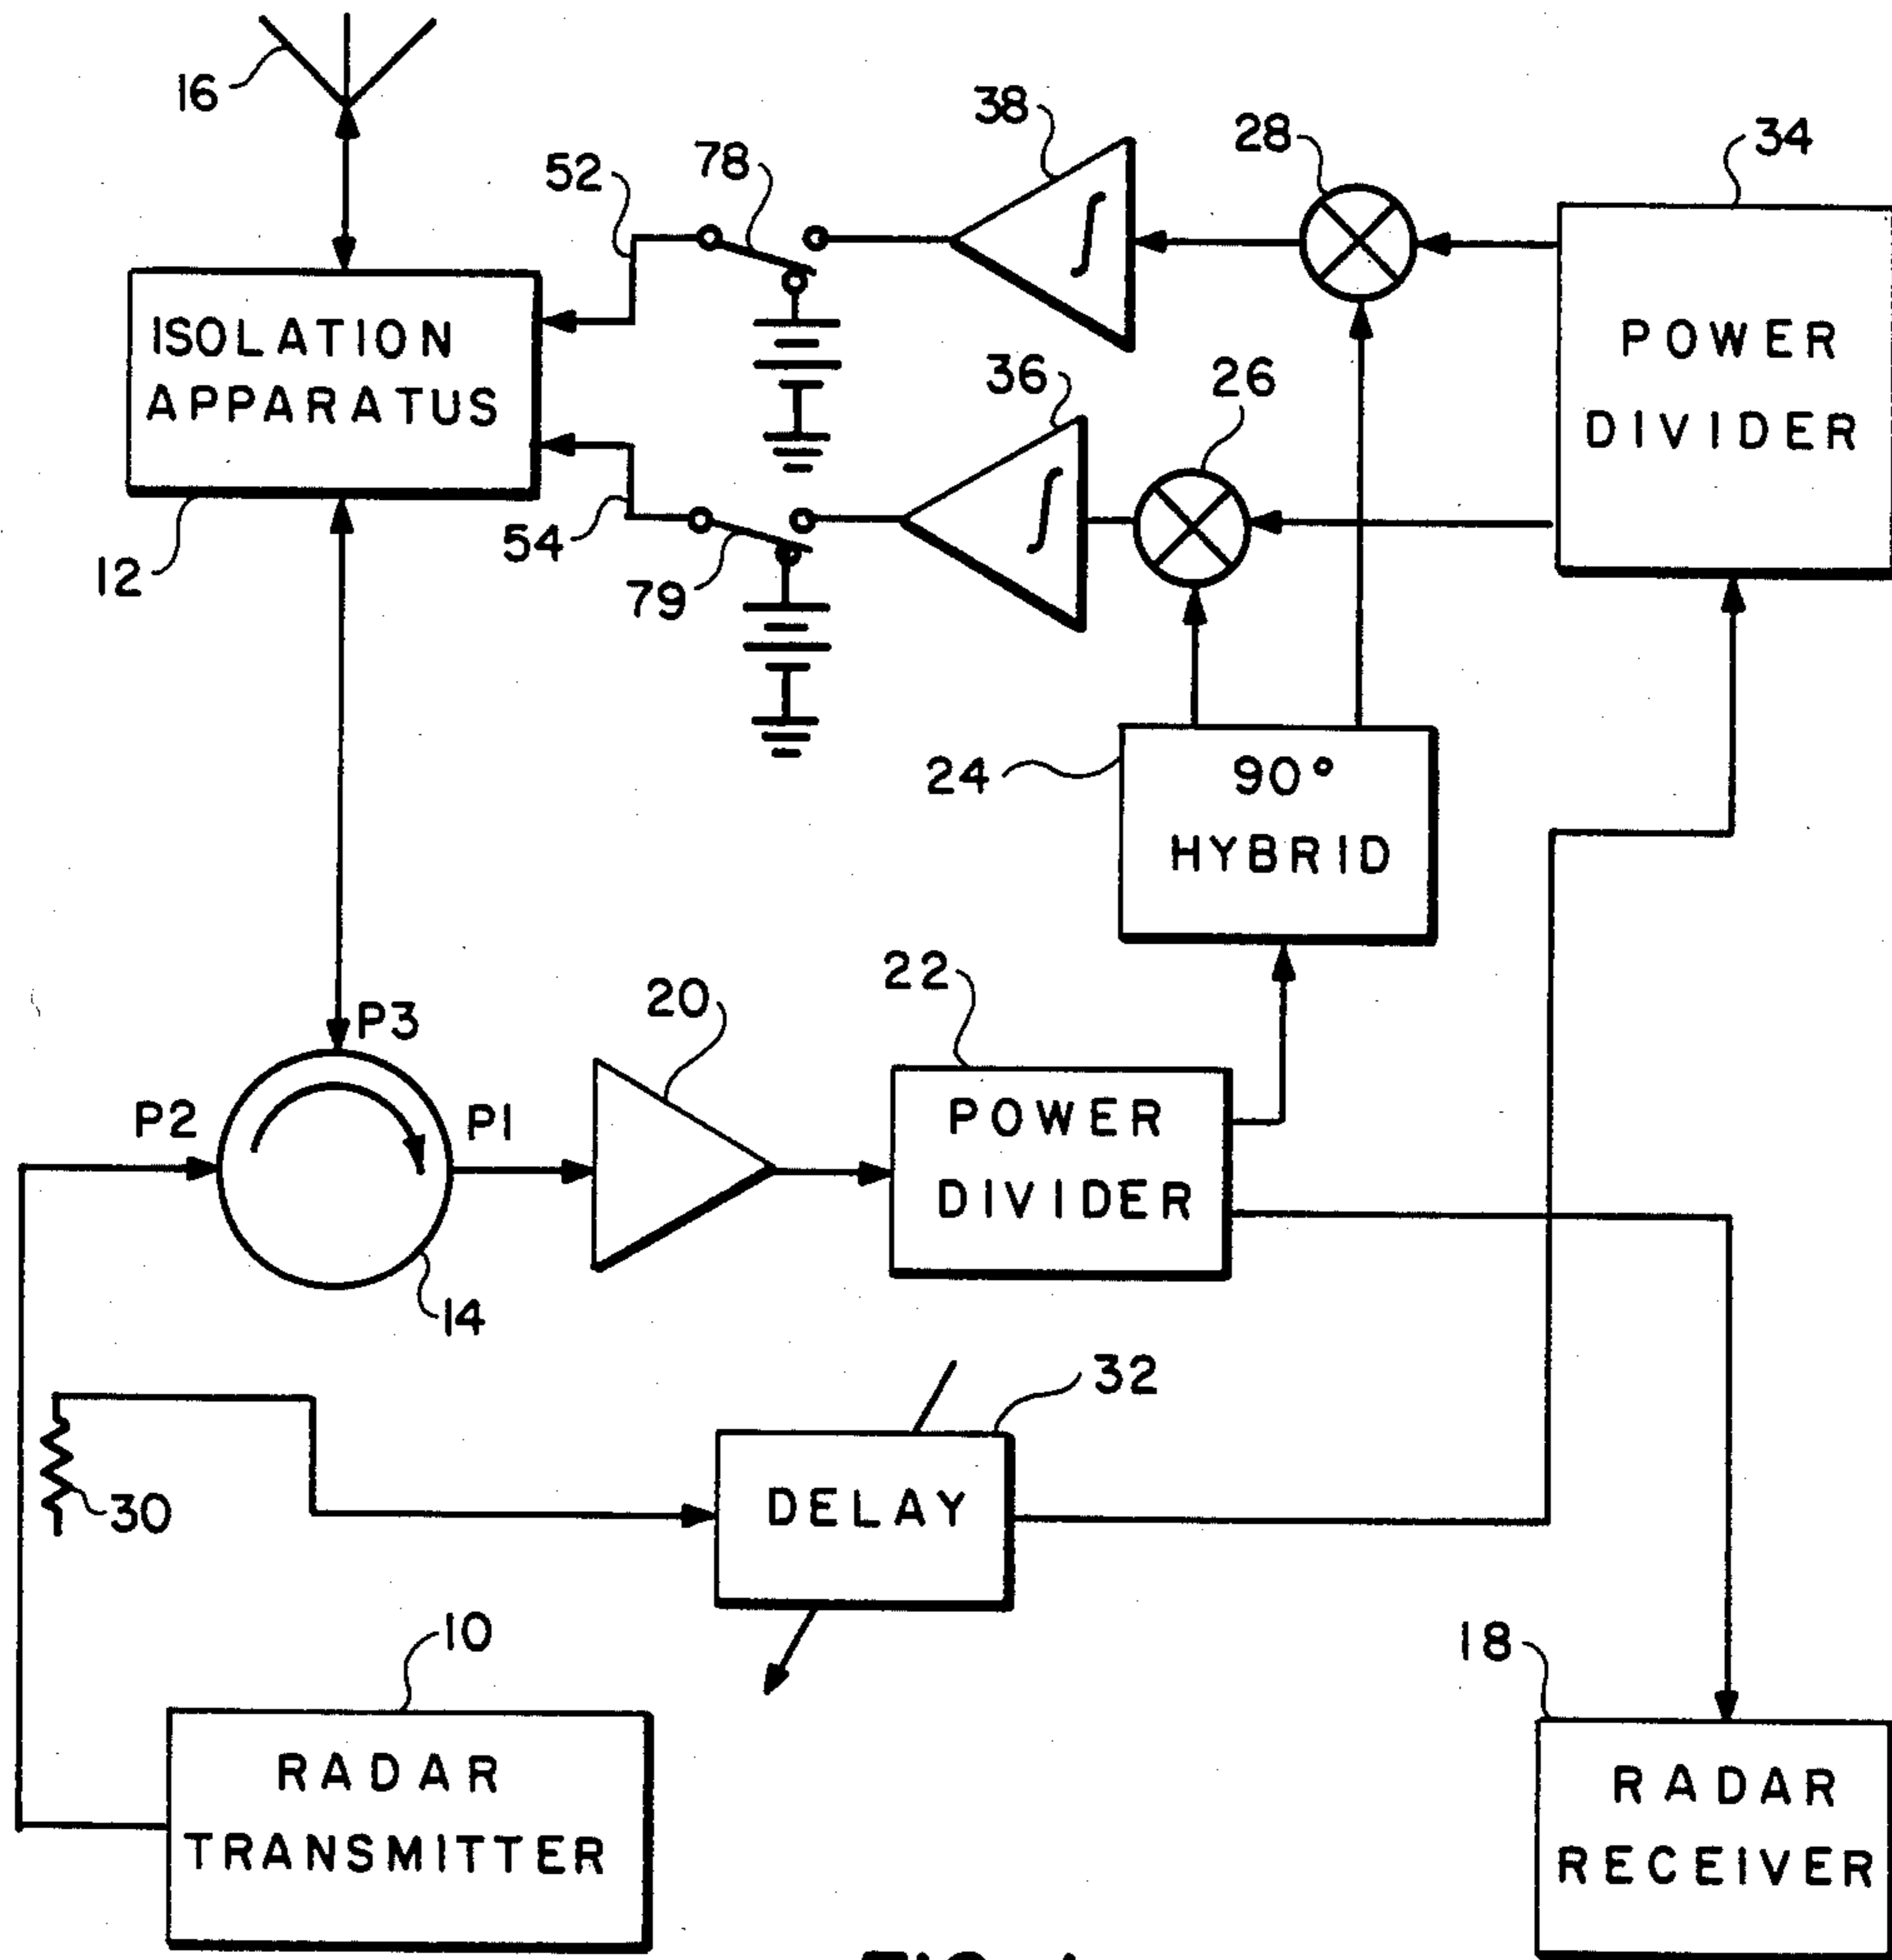 16
38
28
34
78
52
ISOLATION
APPARATUS
POWER
DIVIDER
36
26
54
12
79
24
90°
HYBRID
22
20
P3
P2
P1
POWER
DIVIDER
14
32
30
DELAY
10
18
RADAR
TRANSMITTER
RADAR
RECEIVER